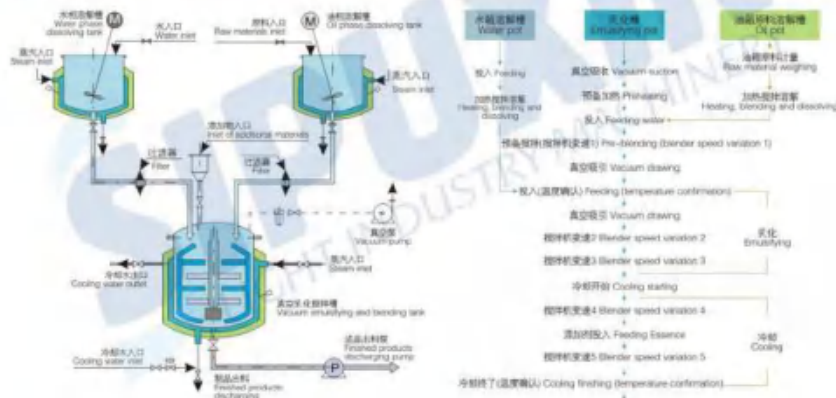 水相溶解槽
Water phase
dissolving tank
M
水入口
Water inlet
原料入口
Raw materials inlet
M
油相溶解槽
Oil phase dissolving tank
蒸汽入口
Steam inlet
蒸汽入口
Steam inlet
添加物入口
Inlet of additional materials
过滤器
Filter
过滤器
Filter
真空泵
Vacuum pump
冷却水出口
Cooling water outlet
蒸汽入口
Steam inlet
真空乳化搅拌槽
Vacuum emulsifying and blending tank
冷却水入口
Cooling water inlet
成品出料泵
Finished products
discharging pump
P
制品出料
Finished products
discharging
水箱溶解槽
Water pot
乳化槽
Emulsifying pot
油箱原料溶解槽
Oil pot
投入 Feeding
加热搅拌溶解
Heating, blending and
dissolving
真空吸收 Vacuum suction
预备加热 Preheating
投入 Feeding water
油箱原料计量
Raw material weighing
加热搅拌溶解
Heating, blending and dissolving
预备搅拌(搅拌机变速1) Pre-blending (blender speed variation 1)
真空吸引 Vacuum drawing
投入(温度确认) Feeding (temperature confirmation)
真空吸引 Vacuum drawing
搅拌机变速2 Blender speed variation 2
搅拌机变速3 Blender speed variation 3
乳化
Emulsifying
冷却开始 Cooling starting
搅拌机变速4 Blender speed variation 4
添加剂投入 Feeding Essence
搅拌机变速5 Blender speed variation 5
冷却
Cooling
冷却终了(温度确认) Cooling finishing (temperature confirmation)
SIPUXIN
LIGHT INDUSTRY MACHINERY